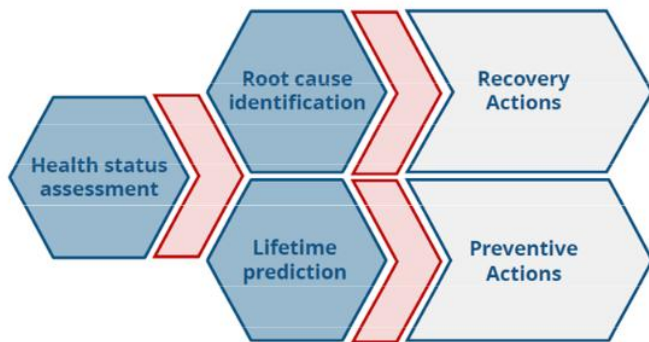 Health status
assessment
Root cause
identification
Recovery
Actions
Lifetime
prediction
Preventive
Actions